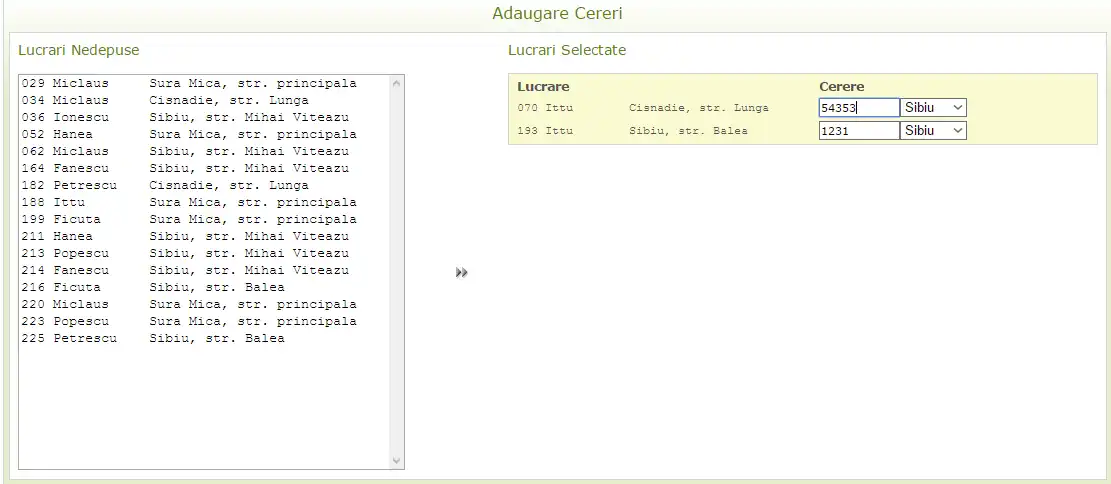 Adaugare Cereri
Lucrari Nedepuse
029 Miclaus Sura Mica, str. principala
034 Miclaus Cisnadie, str. Lunga
036 Ionescu Sibiu, str. Mihai Viteazu
052 Hanea Sura Mica, str. principala
062 Miclaus Sibiu, str. Mihai Viteazu
164 Fanescu Sibiu, str. Mihai Viteazu
182 Petrescu Cisnadie, str. Lunga
188 Ittu Sura Mica, str. principala
199 Ficuta Sura Mica, str. principala
211 Hanea Sibiu, str. Mihai Viteazu
213 Popescu Sibiu, str. Mihai Viteazu
214 Fanescu Sibiu, str. Mihai Viteazu
216 Ficuta Sibiu, str. Balea
220 Miclaus Sura Mica, str. principala
223 Popescu Sura Mica, str. principala
225 Petrescu Sibiu, str. Balea
Lucrari Selectate
Lucrare Cerere
070 Ittu Cisnadie, str. Lunga 54353 Sibiu
193 Ittu Sibiu, str. Balea 1231 Sibiu